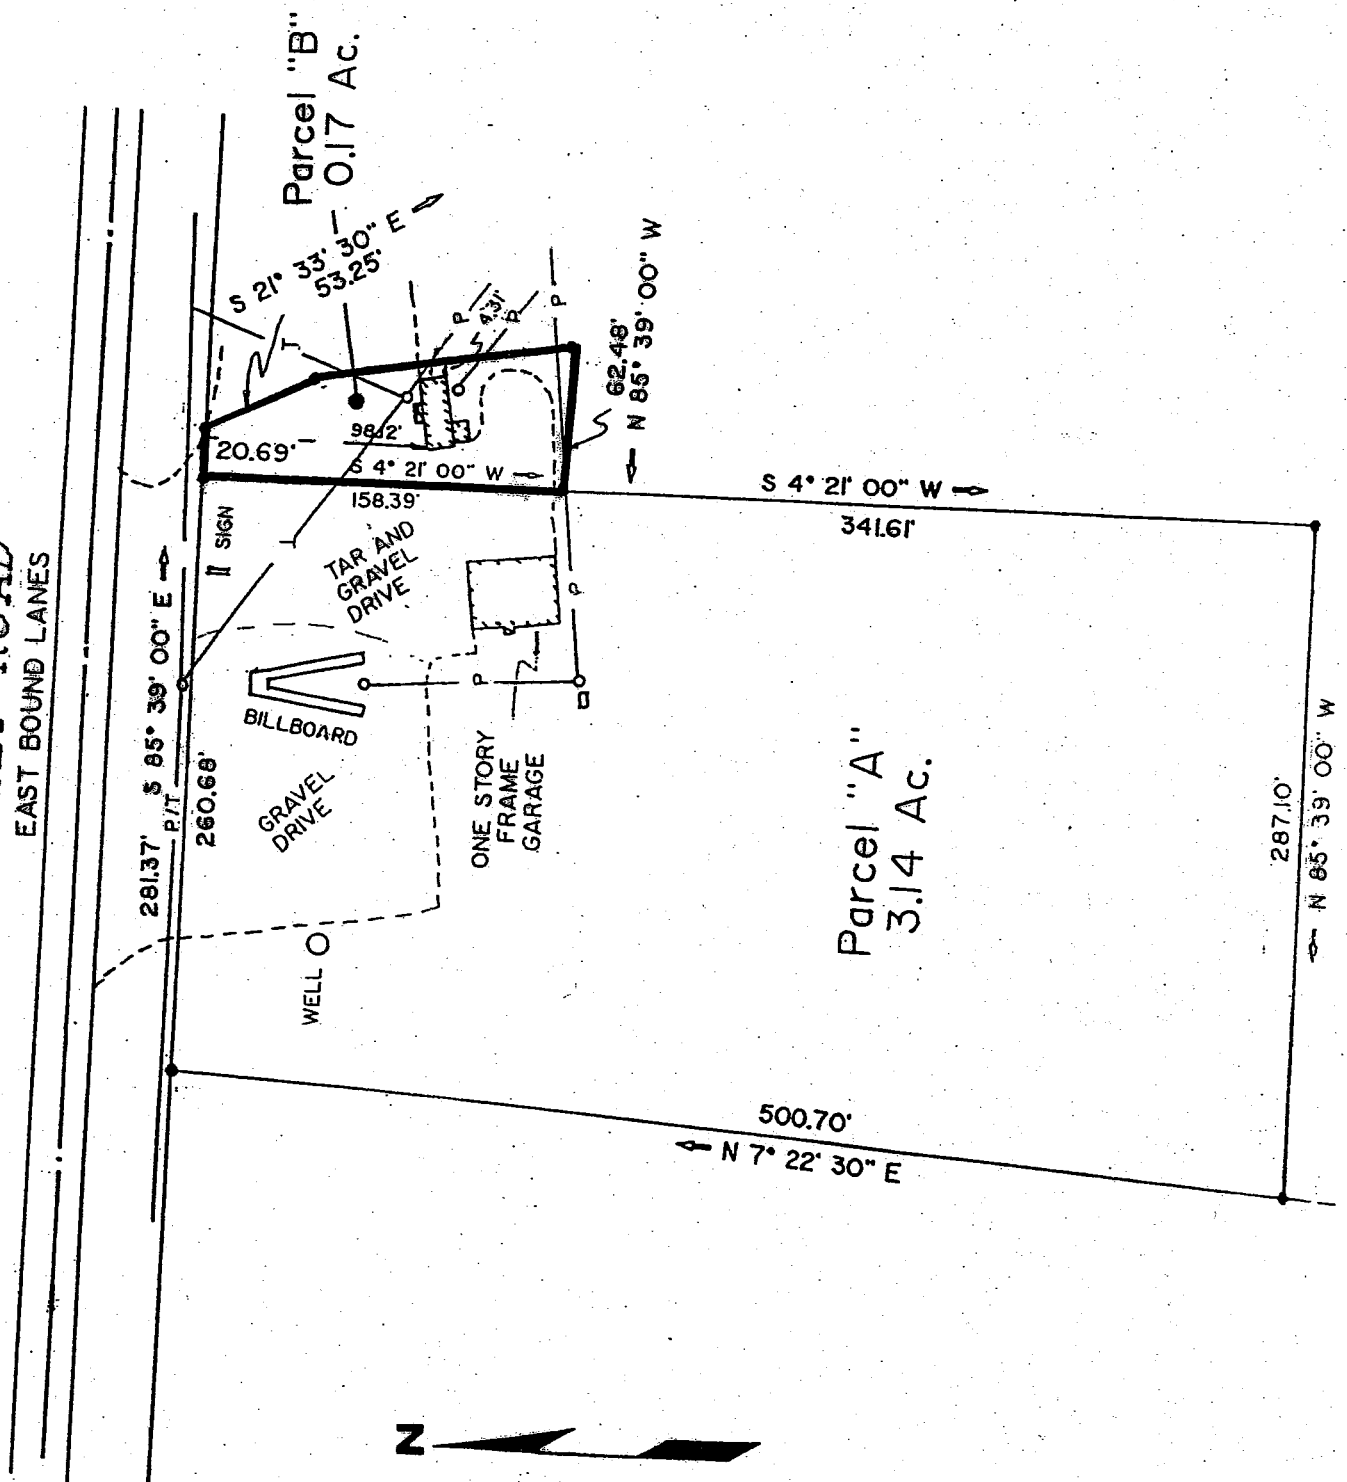 Parcel "B"
0.17 Ac.
S 21° 33' 30" E
53.25'
EAST BOUND LANES
281.37' S 85° 39' 00" E
P/T
260.68'
20.69'
98.12'
S 4° 21' 00" W
158.39'
4.31'
T
T
P
P
P
P
P
62.48'
N 85° 39' 00" W
S 4° 21' 00" W
341.61'
SIGN
TAR AND
GRAVEL
DRIVE
BILLBOARD
GRAVEL
DRIVE
ONE STORY
FRAME
GARAGE
WELL
Parcel "A"
3.14 Ac.
287.10'
N 85° 39' 00" W
500.70'
N 7° 22' 30" E
N